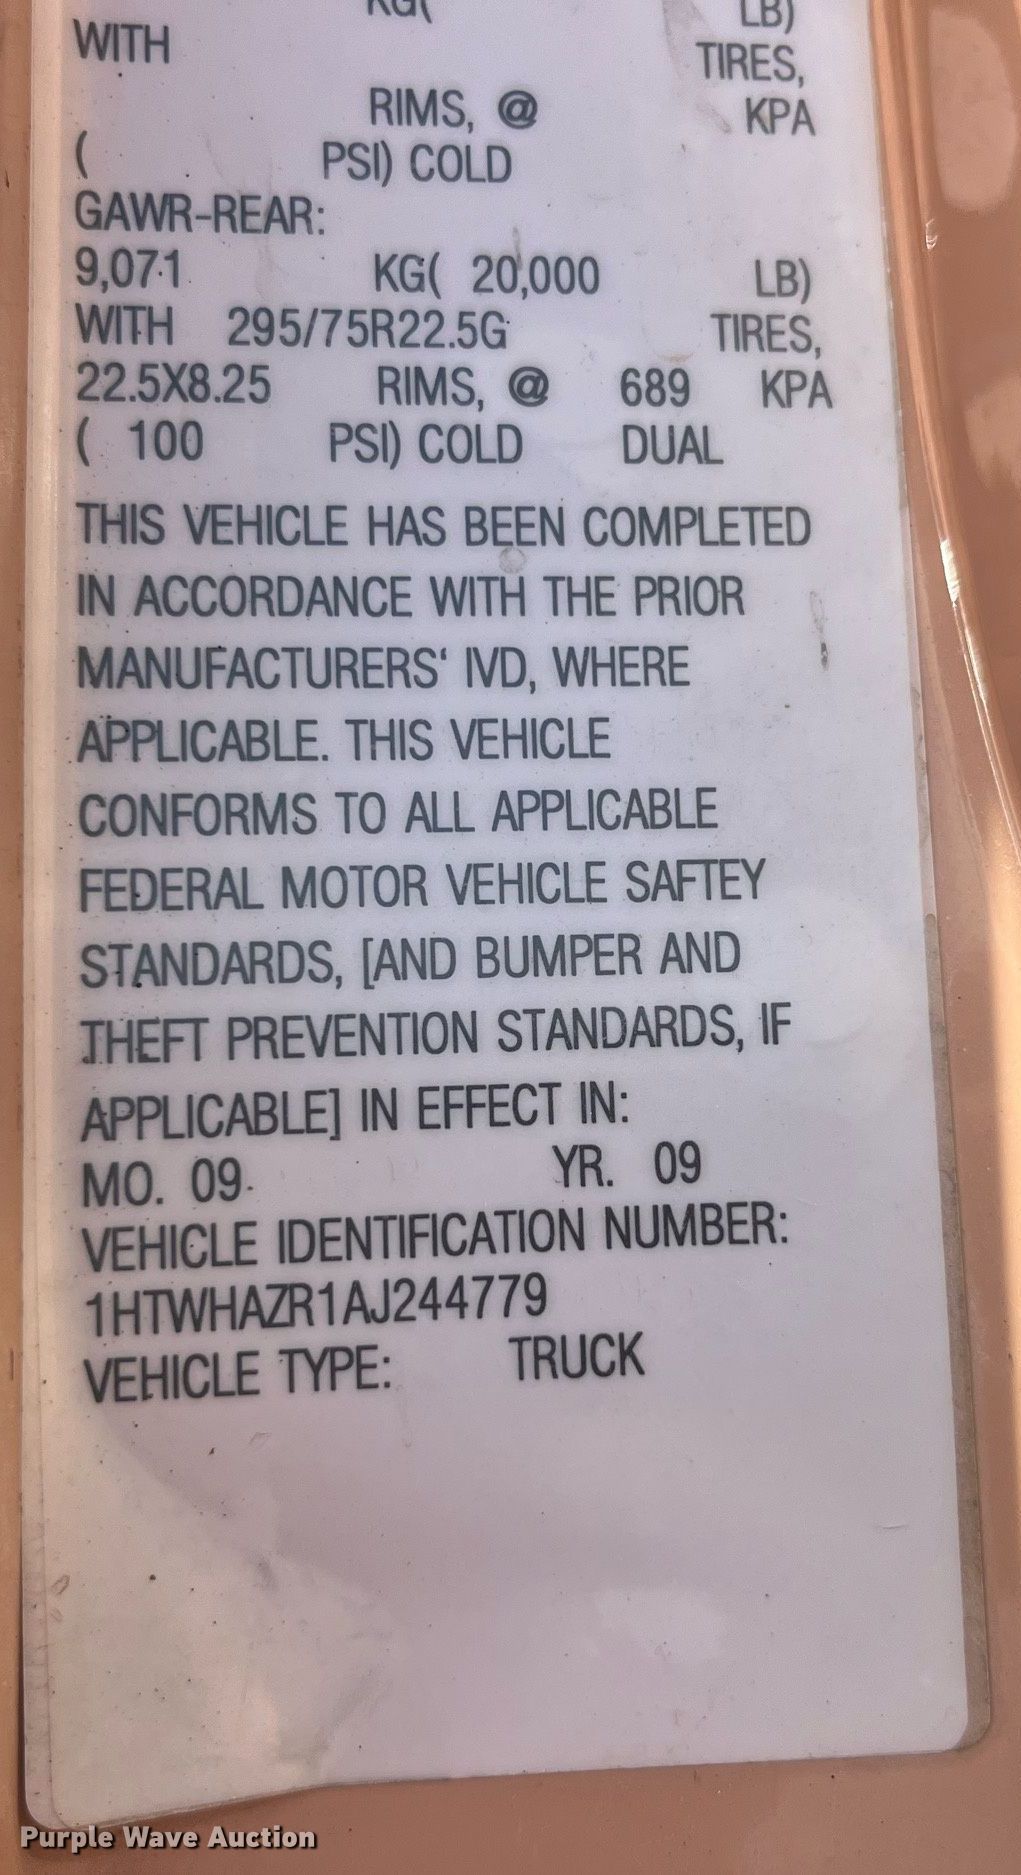 KG( LB)
WITH TIRES,
RIMS, @ KPA
( PSI) COLD
GAWR-REAR:
9,071 KG( 20,000 LB)
WITH 295/75R22.5G TIRES,
22.5X8.25 RIMS, @ 689 KPA
( 100 PSI) COLD DUAL
THIS VEHICLE HAS BEEN COMPLETED
IN ACCORDANCE WITH THE PRIOR
MANUFACTURERS' IVD, WHERE
APPLICABLE. THIS VEHICLE
CONFORMS TO ALL APPLICABLE
FEDERAL MOTOR VEHICLE SAFTEY
STANDARDS, [AND BUMPER AND
THEFT PREVENTION STANDARDS, IF
APPLICABLE] IN EFFECT IN:
MO. 09 YR. 09
VEHICLE IDENTIFICATION NUMBER:
1HTWHAZR1AJ244779
VEHICLE TYPE: TRUCK
Purple Wave Auction